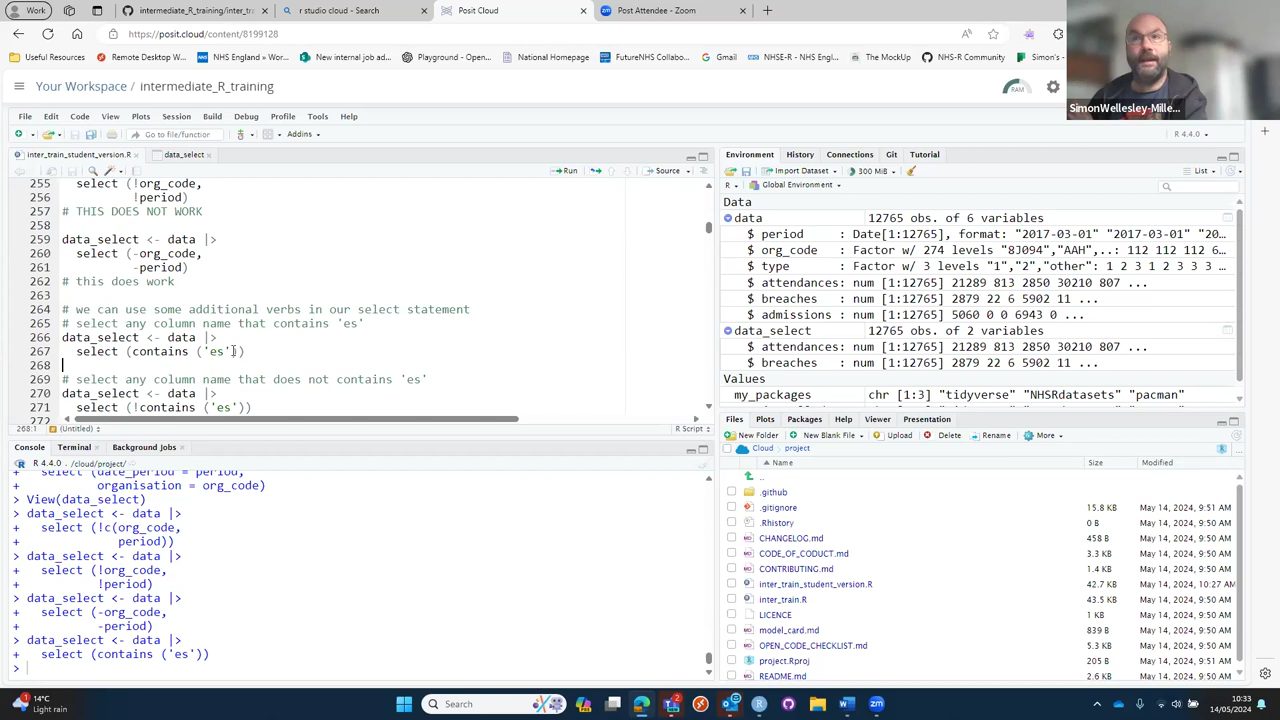 Work
intermediate_R_training/inter_tr
r studio cloud - Search
Posit Cloud
Post Attendee - Zoom
https://posit.cloud/content/8199128
Useful Resources
Remote Desktop W...
NHS England » Wor...
New internal job ad...
Playground - Open...
National Homepage
FutureNHS Collabo...
Gmail
NHSE-R - NHS Engl...
The MockUp
NHS-R Community
Simon's
Your Workspace / intermediate_R_training
RAM
SimonWellesley-Mille...
File Edit Code View Plots Session Build Debug Profile Tools Help
Go to file/function
Addins
R 4.4.0
inter_train_student_version.R
data_select
Run
Source
255 select (!org_code,
256 !period)
257 # THIS DOES NOT WORK
258
259 data_select <- data |>
260 select (-org_code,
261 -period)
262 # this does work
263
264 # we can use some additional verbs in our select statement
265 # select any column name that contains 'es'
266 data_select <- data |>
267 select (contains ('es'))
268
269 # select any column name that does not contains 'es'
270 data_select <- data |>
271 select (!contains ('es'))
272
268:1 (Untitled) R Script
Console Terminal Background Jobs
R 4.4.0 · /cloud/project/
+ select (date_period = period,
+ organisation = org_code)
> View(data_select)
> data_select <- data |>
+ select (!c(org_code,
+ period))
> data_select <- data |>
+ select (!org_code,
+ !period)
> data_select <- data |>
+ select (-org_code,
+ -period)
> data_select <- data |>
+ select (contains ('es'))
>
Environment History Connections Git Tutorial
Import Dataset 300 MiB List
R Global Environment
Data
data 12765 obs. of 6 variables
$ period : Date[1:12765], format: "2017-03-01" "2017-03-01" "20...
$ org_code : Factor w/ 274 levels "8J094","AAH",..: 112 112 112 6...
$ type : Factor w/ 3 levels "1","2","other": 1 2 3 1 2 3 3 3 ...
$ attendances: num [1:12765] 21289 813 2850 30210 807 ...
$ breaches : num [1:12765] 2879 22 6 5902 11 ...
$ admissions : num [1:12765] 5060 0 0 6943 0 ...
data_select 12765 obs. of 2 variables
$ attendances: num [1:12765] 21289 813 2850 30210 807 ...
$ breaches : num [1:12765] 2879 22 6 5902 11 ...
Values
my_packages chr [1:3] "tidyverse" "NHSRdatasets" "pacman"
Files Plots Packages Help Viewer Presentation
New Folder New Blank File Upload Delete Rename More
Cloud project
Name Size Modified
..
.github
.gitignore 15.8 KB May 14, 2024, 9:51 AM
.Rhistory 0 B May 14, 2024, 9:50 AM
CHANGELOG.md 458 B May 14, 2024, 9:50 AM
CODE_OF_CODUCT.md 3.3 KB May 14, 2024, 9:50 AM
CONTRIBUTING.md 1.4 KB May 14, 2024, 9:50 AM
inter_train_student_version.R 42.7 KB May 14, 2024, 10:27 AM
inter_train.R 43.5 KB May 14, 2024, 9:50 AM
LICENCE 1 KB May 14, 2024, 9:50 AM
model_card.md 839 B May 14, 2024, 9:50 AM
OPEN_CODE_CHECKLIST.md 5.3 KB May 14, 2024, 9:50 AM
project.Rproj 205 B May 14, 2024, 9:50 AM
README.md 2.6 KB May 14, 2024, 9:50 AM
14°C
Light rain
Search
10:33
14/05/2024